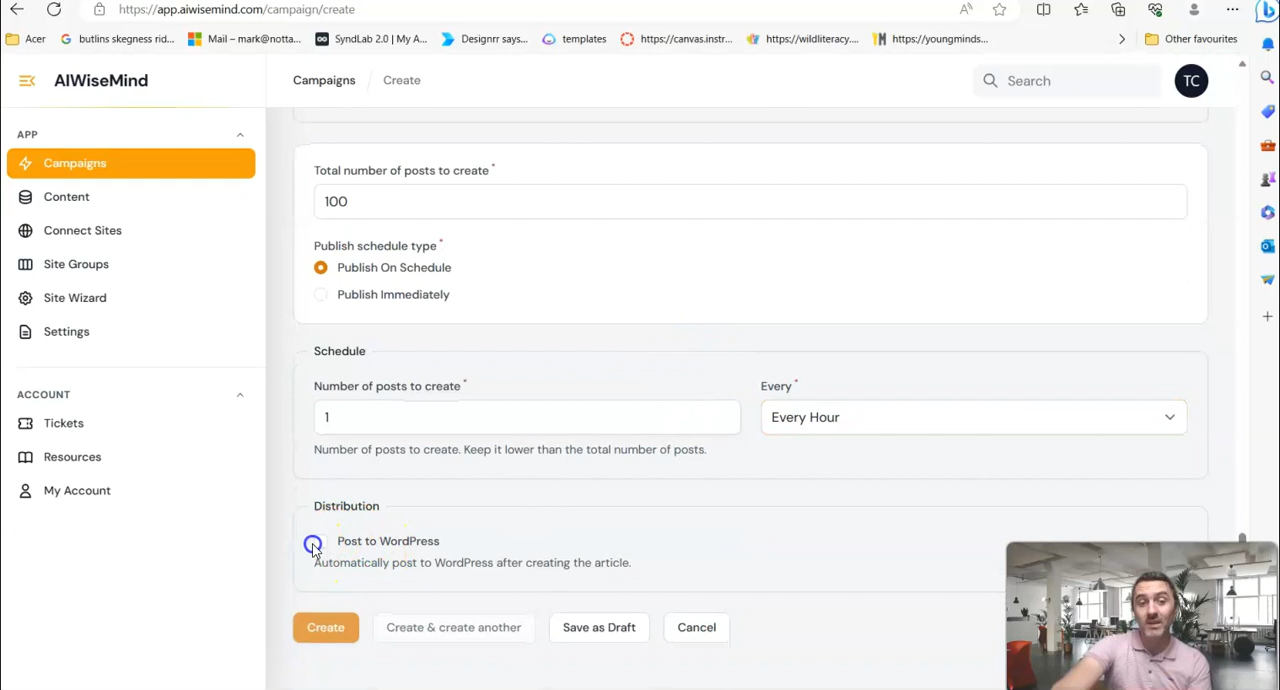 https://app.aiwisemind.com/campaign/create
Acer
butlins skegness rid...
Mail – mark@notta...
SyndLab 2.0 | My A...
Designrr says...
templates
https://canvas.instr...
https://wildliteracy....
https://youngminds...
Other favourites
AIWiseMind
Campaigns / Create
Search
TC
APP
Campaigns
Content
Connect Sites
Site Groups
Site Wizard
Settings
ACCOUNT
Tickets
Resources
My Account
Total number of posts to create *
100
Publish schedule type *
Publish On Schedule
Publish Immediately
Schedule
Number of posts to create *
1
Number of posts to create. Keep it lower than the total number of posts.
Every *
Every Hour
Distribution
Post to WordPress
Automatically post to WordPress after creating the article.
Create
Create & create another
Save as Draft
Cancel